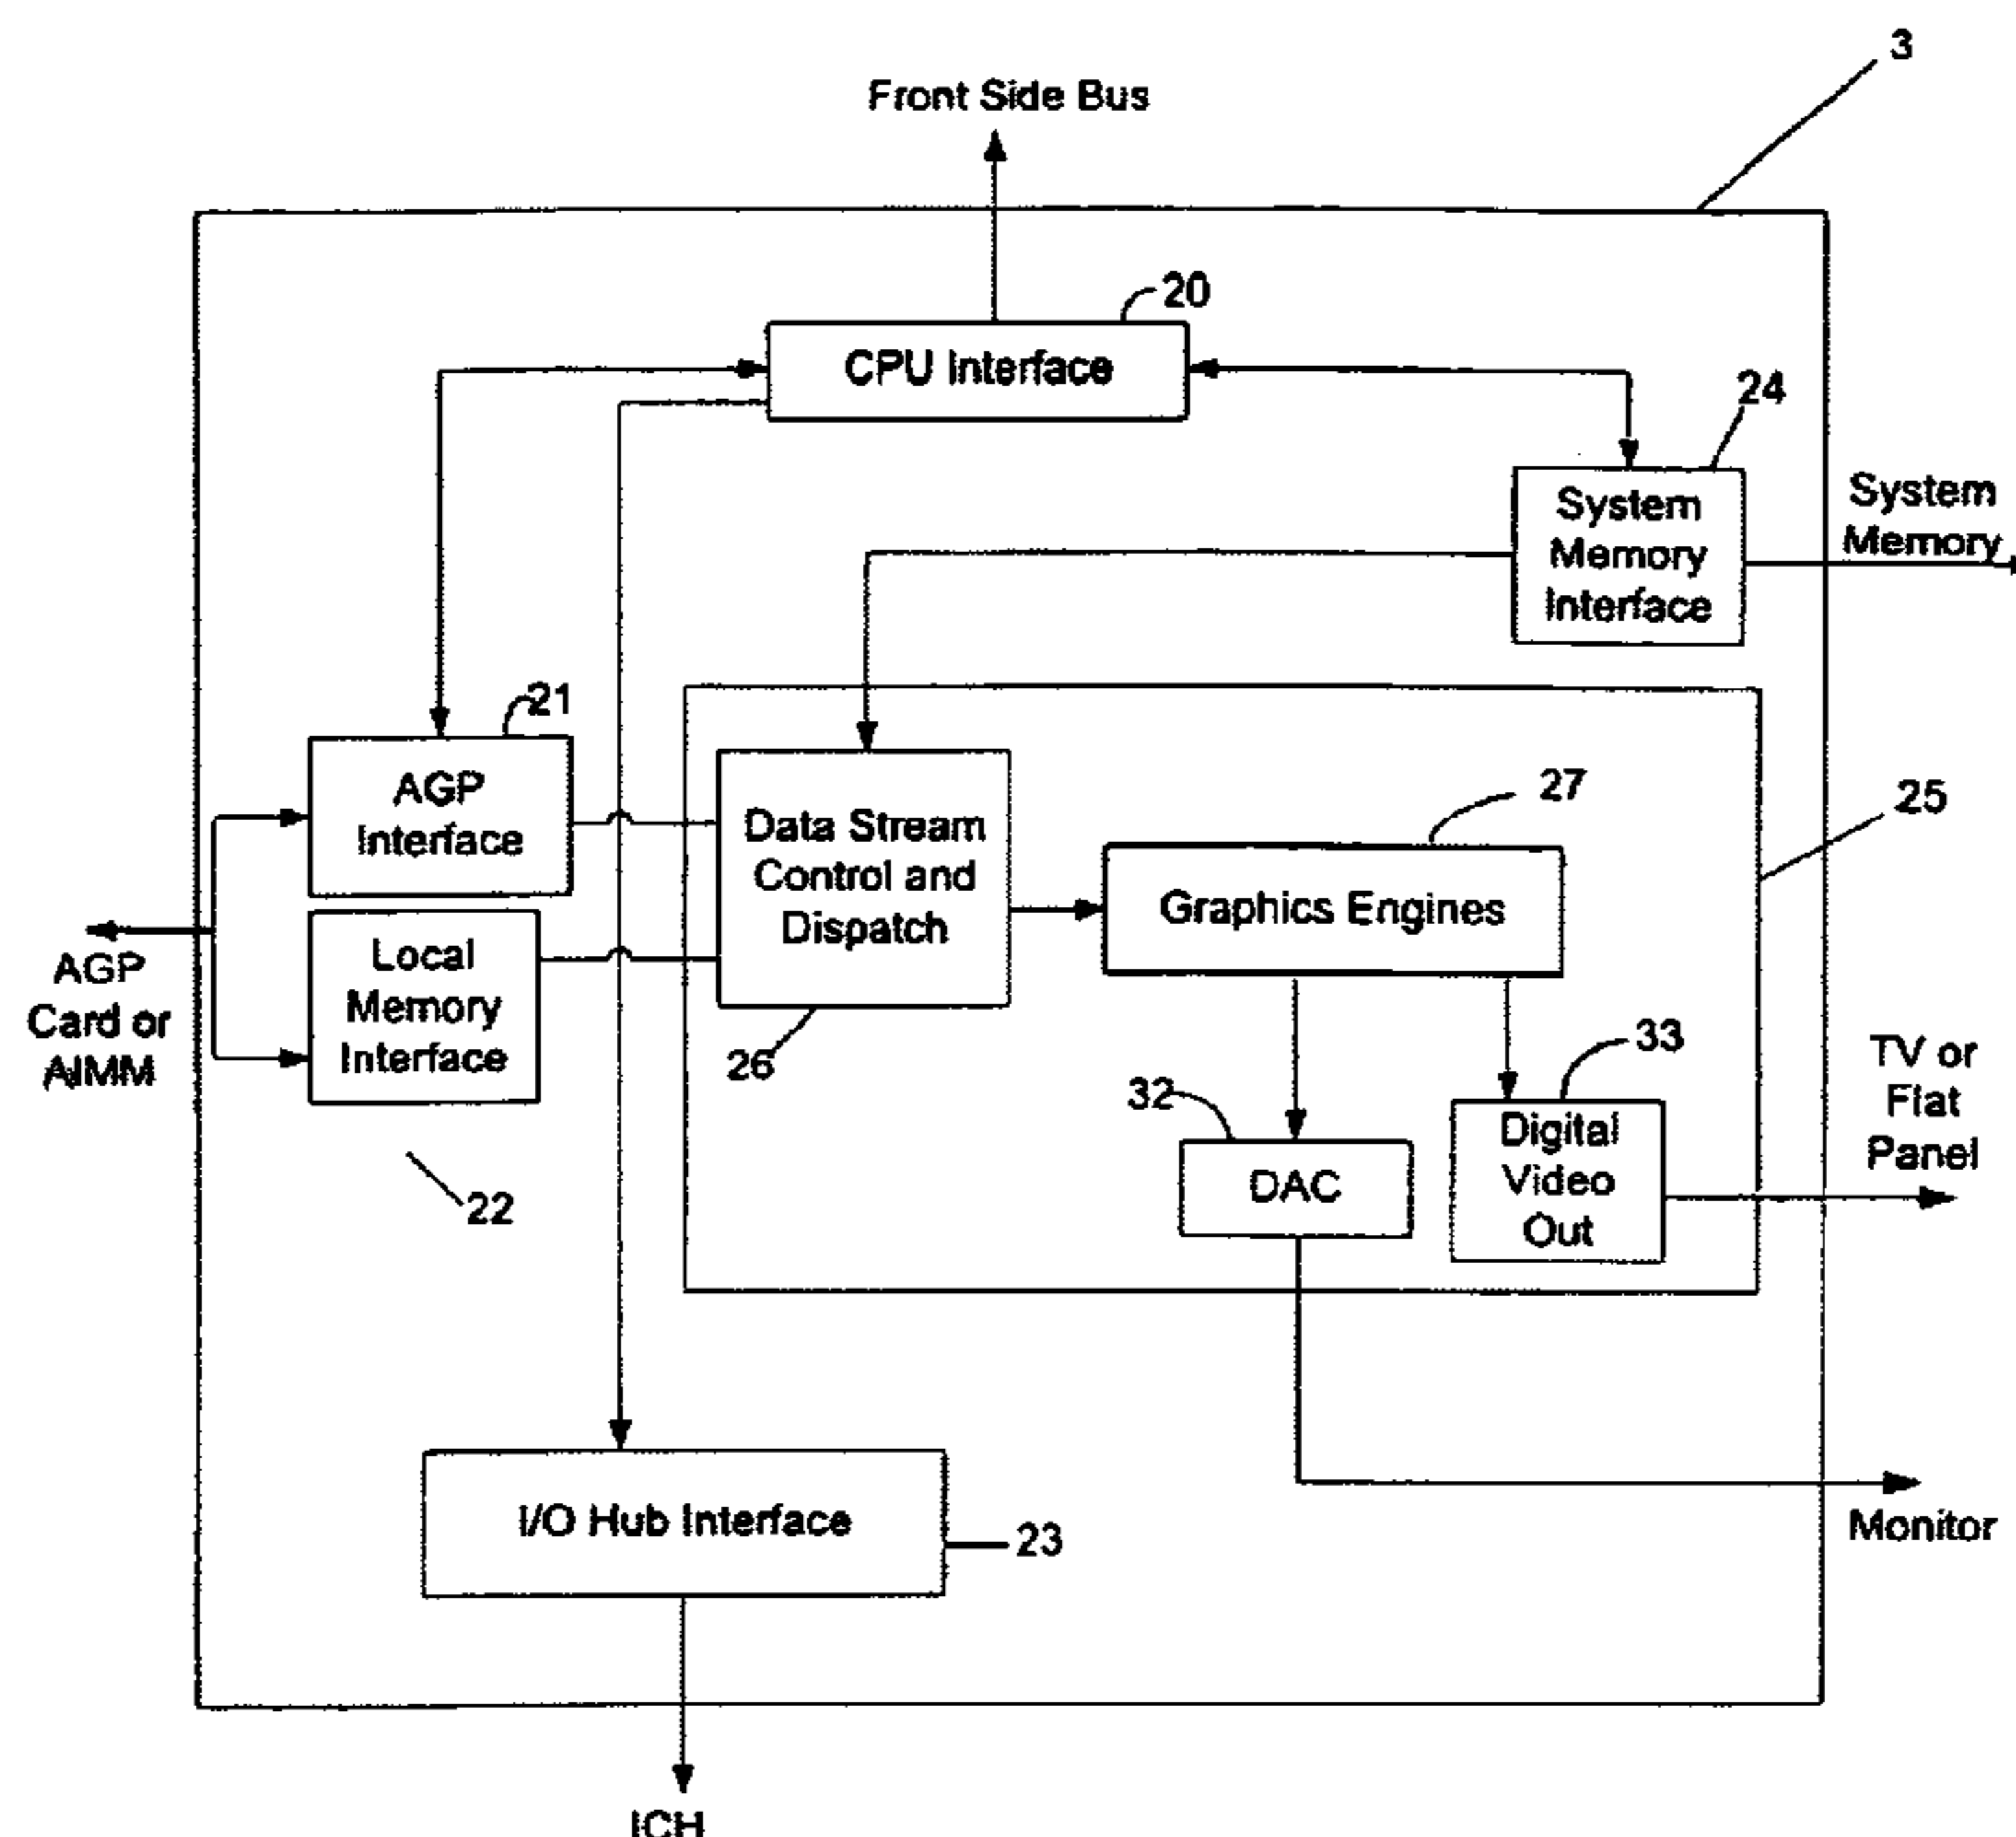 3
Front Side Bus
20
CPU Interface
24
System
Memory
Interface
System
Memory
21
AGP
Interface
Data Stream
Control and
Dispatch
27
25
Graphics Engines
Local
Memory
Interface
AGP
Card or
AIMM
26
22
32
33
DAC
Digital
Video
Out
TV or
Flat
Panel
I/O Hub Interface
23
Monitor
ICH